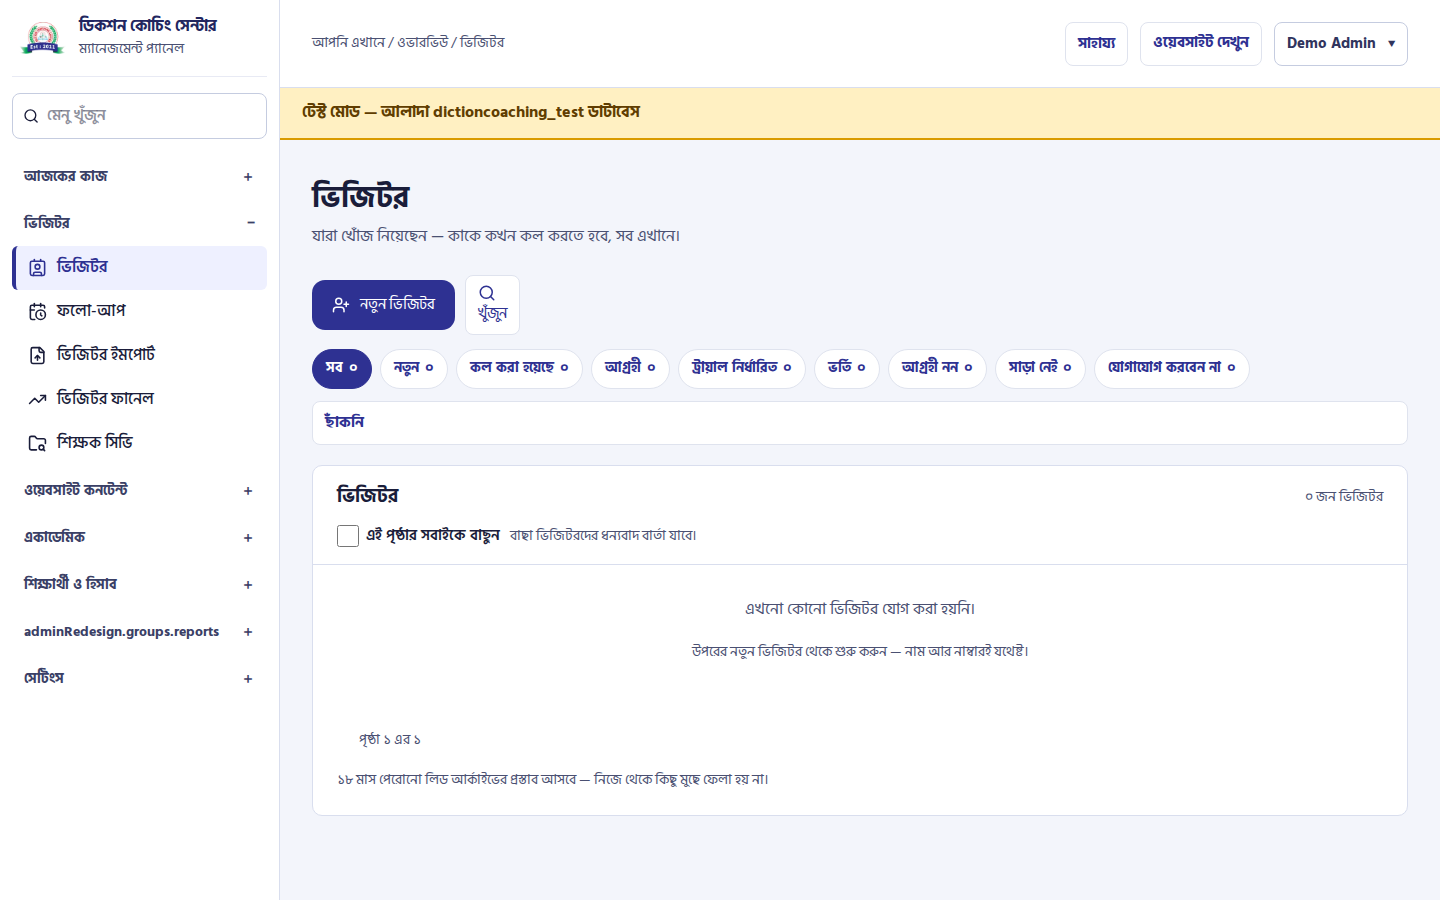 ডিকশন কোচিং সেন্টার
ম্যানেজমেন্ট প্যানেল
Est : 2011
মেনু খুঁজুন
আজকের কাজ +
ভিজিটর −
ভিজিটর
ফলো-আপ
ভিজিটর ইমপোর্ট
ভিজিটর ফানেল
শিক্ষক সিভি
ওয়েবসাইট কনটেন্ট +
একাডেমিক +
শিক্ষার্থী ও হিসাব +
adminRedesign.groups.reports +
সেটিংস +
আপনি এখানে / ওভারভিউ / ভিজিটর
সাহায্য
ওয়েবসাইট দেখুন
Demo Admin ▾
টেস্ট মোড — আলাদা dictioncoaching_test ডাটাবেস
ভিজিটর
যারা খোঁজ নিয়েছেন — কাকে কখন কল করতে হবে, সব এখানে।
নতুন ভিজিটর
খুঁজুন
সব ০
নতুন ০
কল করা হয়েছে ০
আগ্রহী ০
ট্রায়াল নির্ধারিত ০
ভর্তি ০
আগ্রহী নন ০
সাড়া নেই ০
যোগাযোগ করবেন না ০
ছাঁকনি
ভিজিটর
০ জন ভিজিটর
এই পৃষ্ঠার সবাইকে বাছুন বাছা ভিজিটরদের ধন্যবাদ বার্তা যাবে।
এখনো কোনো ভিজিটর যোগ করা হয়নি।
উপরের নতুন ভিজিটর থেকে শুরু করুন — নাম আর নাম্বারই যথেষ্ট।
পৃষ্ঠা ১ এর ১
১৮ মাস পেরোনো লিড আর্কাইভের প্রস্তাব আসবে — নিজে থেকে কিছু মুছে ফেলা হয় না।